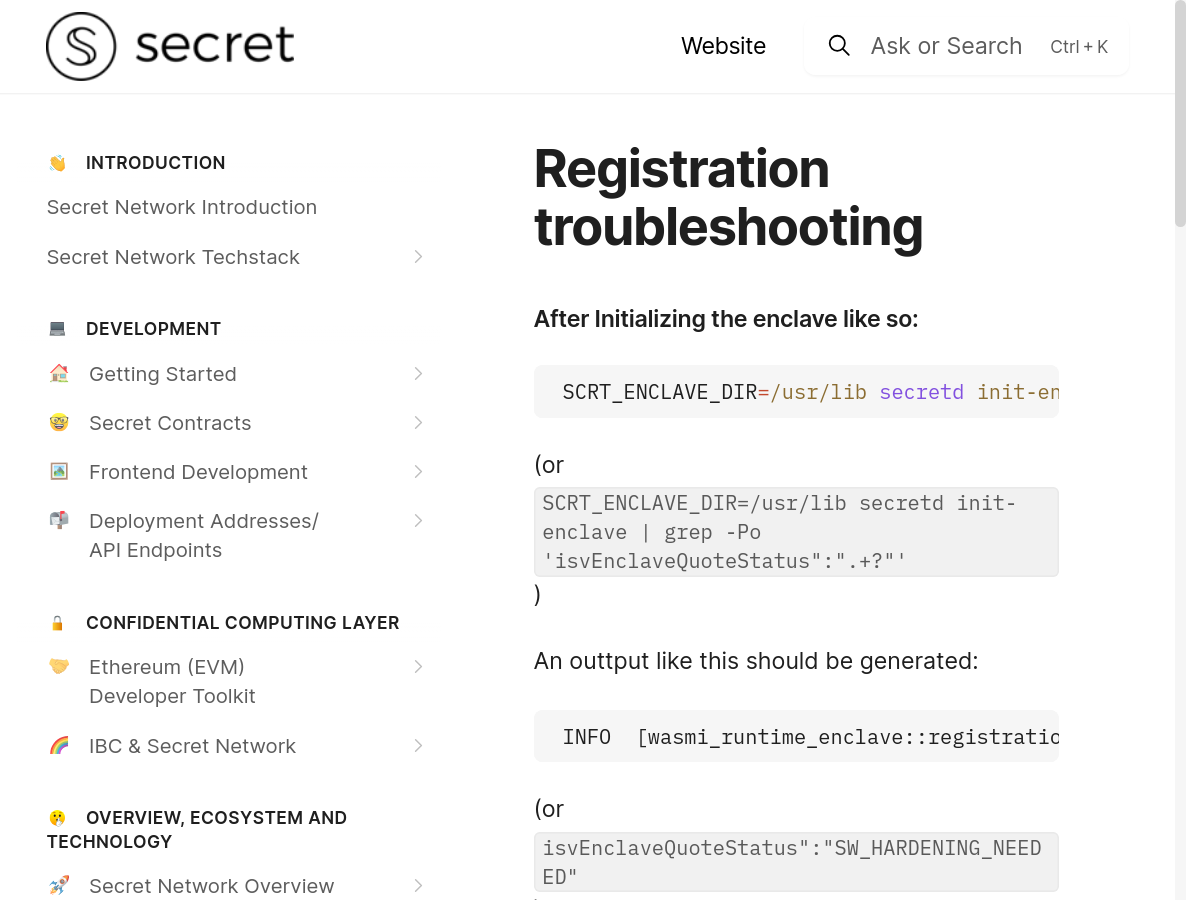 secret
Website
Ask or Search
Ctrl + K
INTRODUCTION
Secret Network Introduction
Secret Network Techstack
DEVELOPMENT
Getting Started
Secret Contracts
Frontend Development
Deployment Addresses/
API Endpoints
CONFIDENTIAL COMPUTING LAYER
Ethereum (EVM)
Developer Toolkit
IBC & Secret Network
OVERVIEW, ECOSYSTEM AND
TECHNOLOGY
Secret Network Overview
Registration
troubleshooting
After Initializing the enclave like so:
SCRT_ENCLAVE_DIR=/usr/lib secretd init-en
(or
SCRT_ENCLAVE_DIR=/usr/lib secretd init-
enclave | grep -Po
'isvEnclaveQuoteStatus":".+?"'
)
An outtput like this should be generated:
INFO  [wasmi_runtime_enclave::registratio
(or
isvEnclaveQuoteStatus":"SW_HARDENING_NEED
ED"